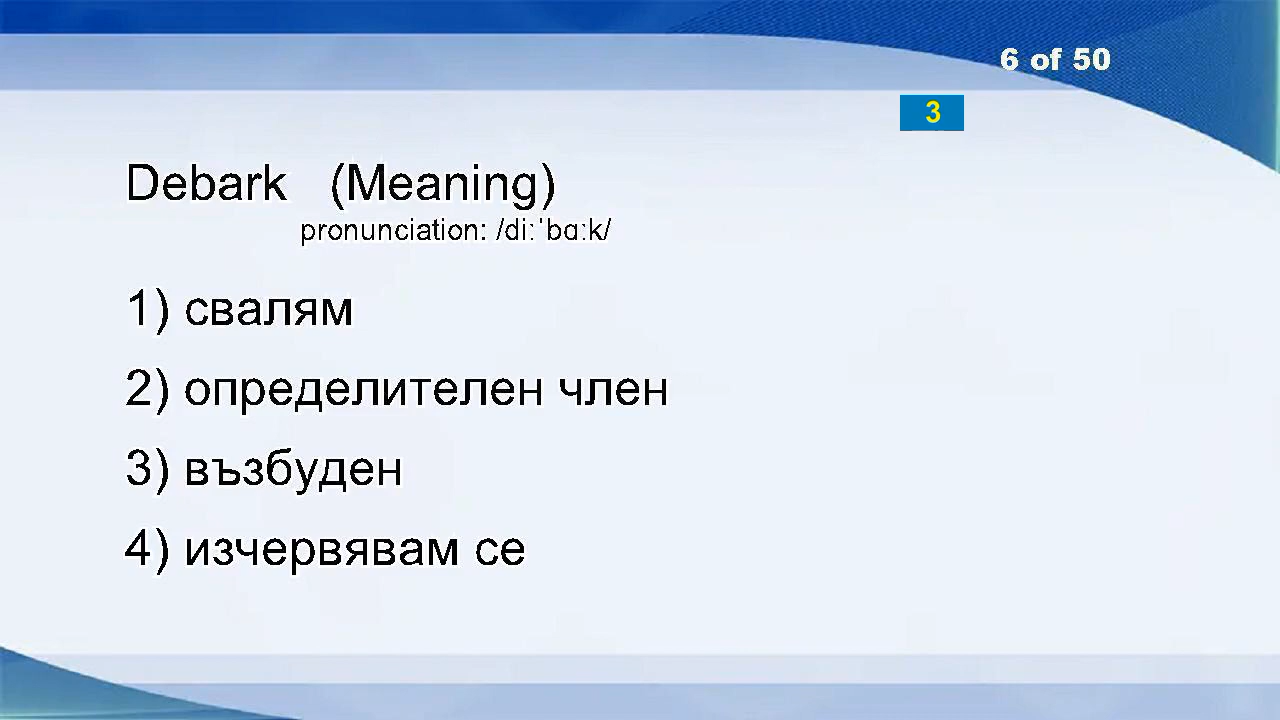 6 of 50
3
Debark (Meaning)
pronunciation: /diːˈbɑːk/
1) свалям
2) определителен член
3) възбуден
4) изчервявам се